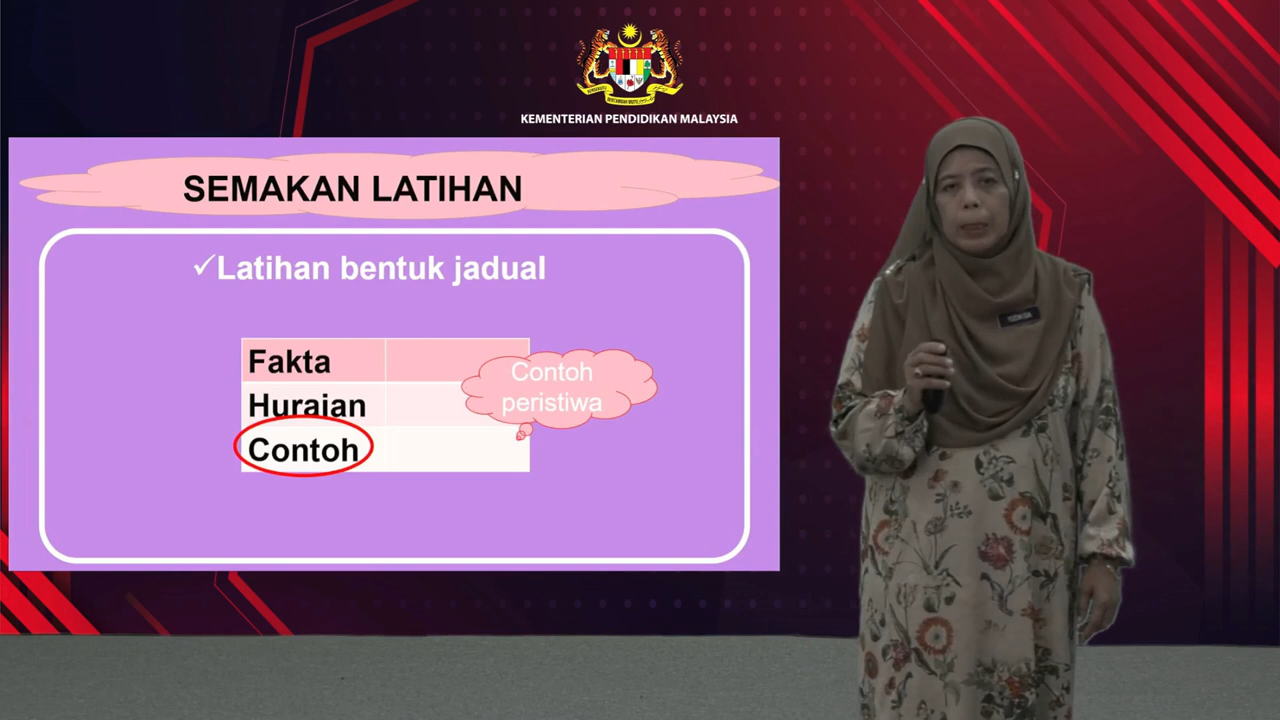 KEMENTERIAN PENDIDIKAN MALAYSIA
SEMAKAN LATIHAN
✓Latihan bentuk jadual
Fakta
Huraian
Contoh
Contoh
peristiwa